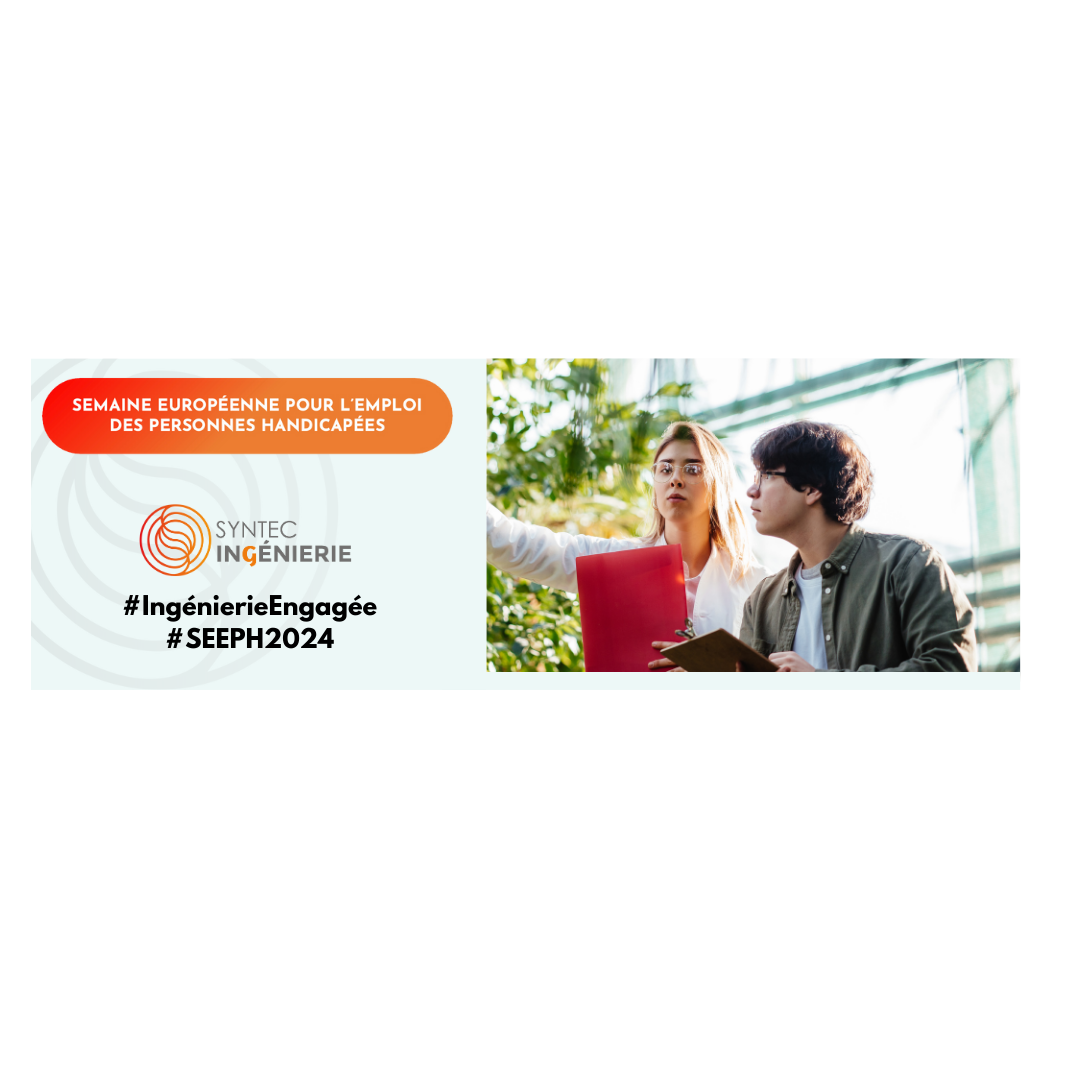 SEMAINE EUROPÉENNE POUR L'EMPLOI
DES PERSONNES HANDICAPÉES
SYNTEC
INGÉNIERIE
#IngénierieEngagée
#SEEPH2024